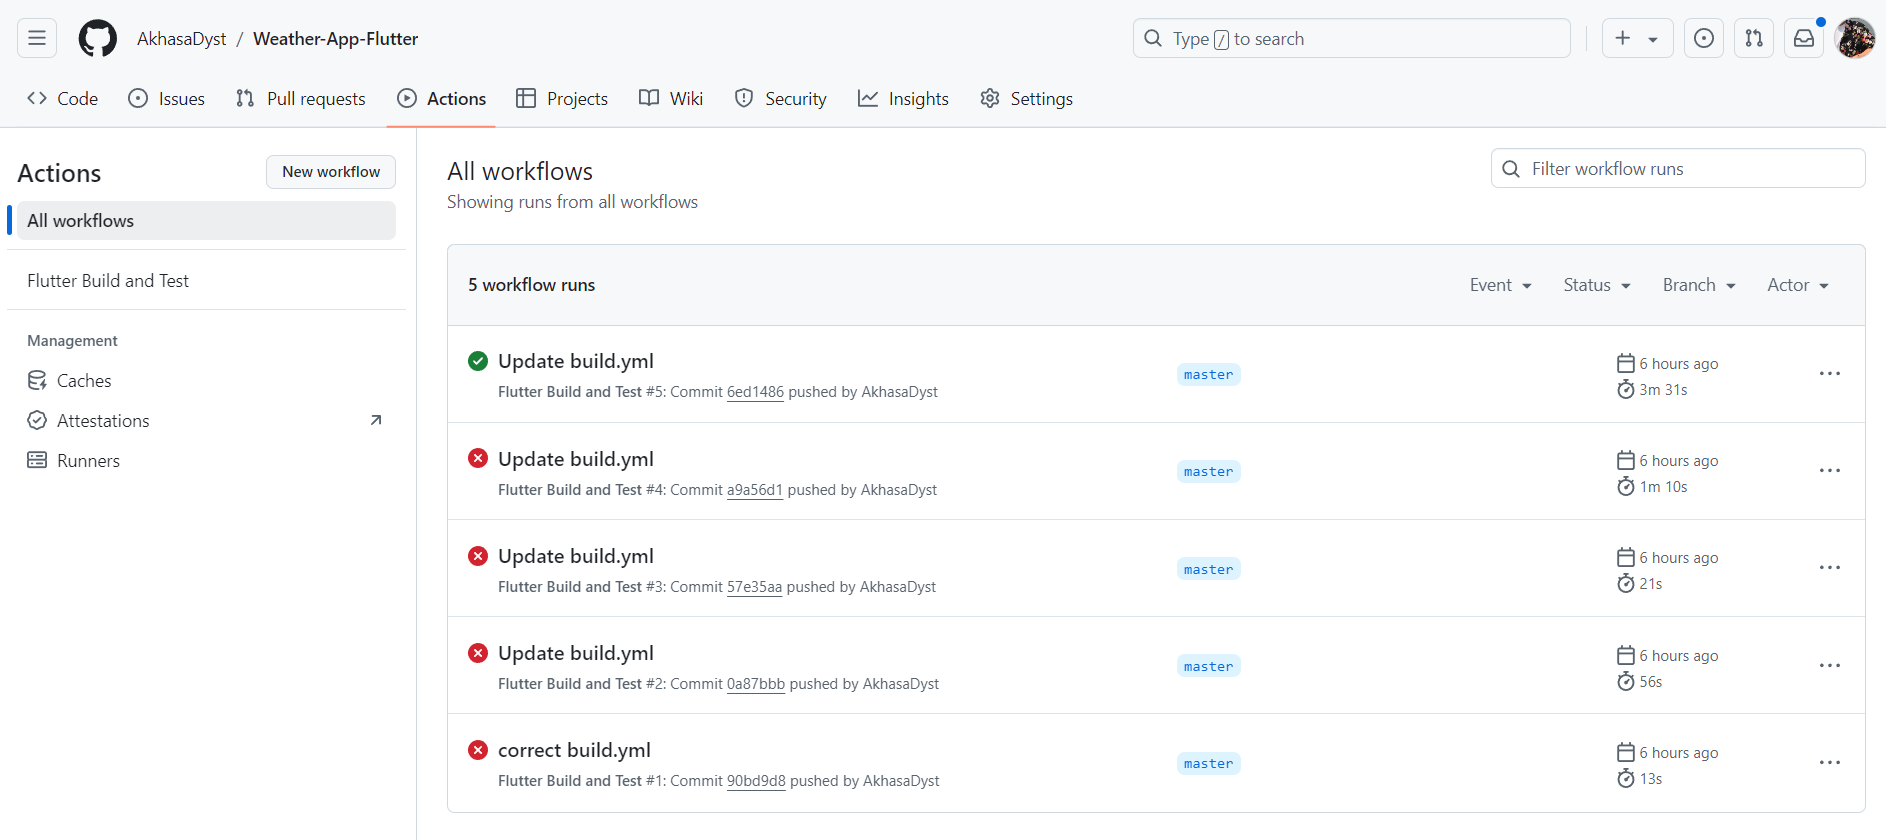 AkhasaDyst / Weather-App-Flutter
Type / to search
Code
Issues
Pull requests
Actions
Projects
Wiki
Security
Insights
Settings
Actions
New workflow
All workflows
Flutter Build and Test
Management
Caches
Attestations
Runners
All workflows
Showing runs from all workflows
Filter workflow runs
5 workflow runs
Event
Status
Branch
Actor
Update build.yml
Flutter Build and Test #5: Commit 6ed1486 pushed by AkhasaDyst
master
6 hours ago
3m 31s
Update build.yml
Flutter Build and Test #4: Commit a9a56d1 pushed by AkhasaDyst
master
6 hours ago
1m 10s
Update build.yml
Flutter Build and Test #3: Commit 57e35aa pushed by AkhasaDyst
master
6 hours ago
21s
Update build.yml
Flutter Build and Test #2: Commit 0a87bbb pushed by AkhasaDyst
master
6 hours ago
56s
correct build.yml
Flutter Build and Test #1: Commit 90bd9d8 pushed by AkhasaDyst
master
6 hours ago
13s